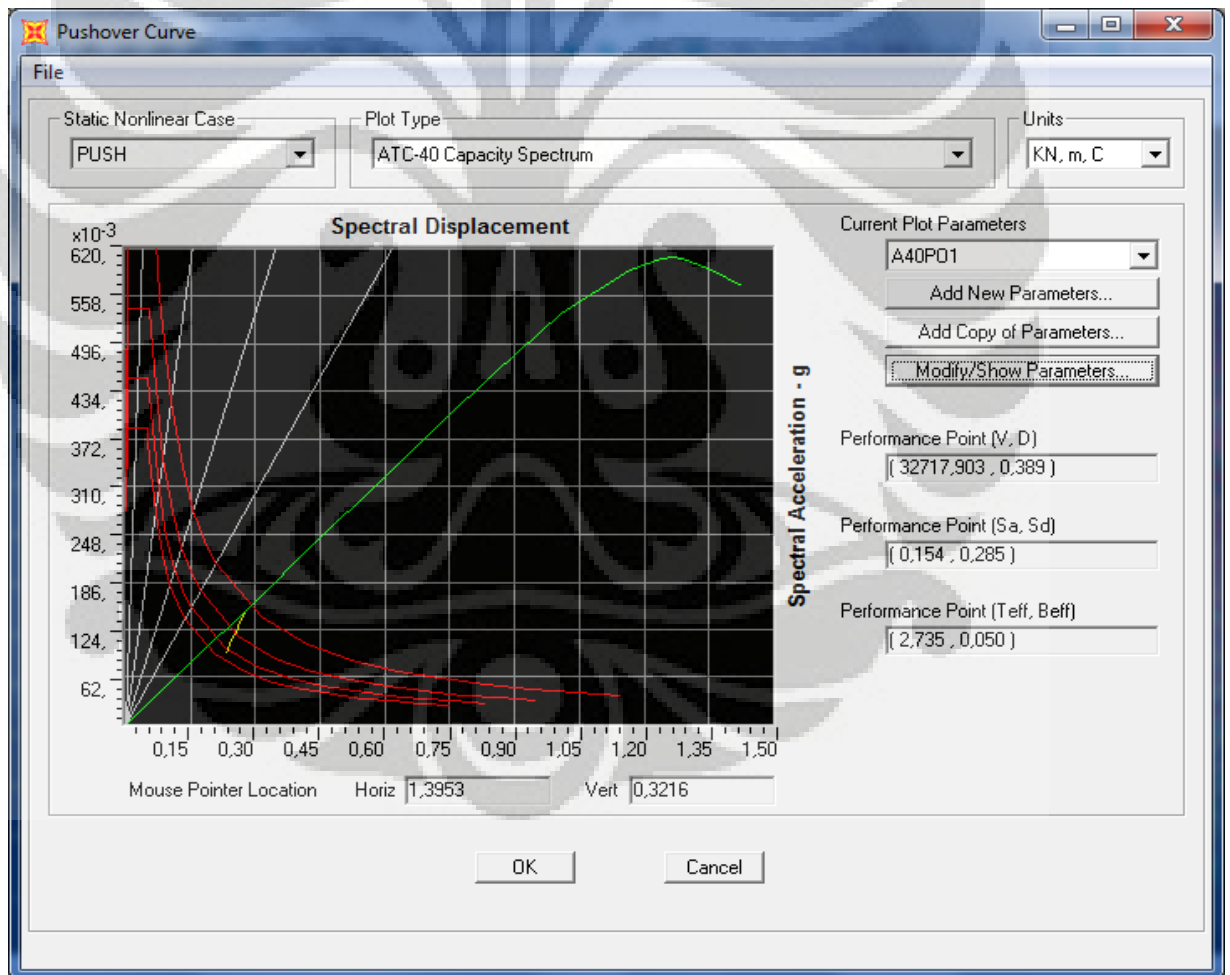 Pushover Curve
File
Static Nonlinear Case
Plot Type
Units
PUSH
ATC-40 Capacity Spectrum
KN, m, C
Spectral Displacement
x10-3
620,
558,
496,
434,
372,
310,
248,
186,
124,
62,
0,15 0,30 0,45 0,60 0,75 0,90 1,05 1,20 1,35 1,50
Spectral Acceleration - g
Mouse Pointer Location Horiz 1,3953 Vert 0,3216
Current Plot Parameters
A40PO1
Add New Parameters...
Add Copy of Parameters...
Modify/Show Parameters...
Performance Point (V, D)
( 32717,903 , 0,389 )
Performance Point (Sa, Sd)
( 0,154 , 0,285 )
Performance Point (Teff, Beff)
( 2,735 , 0,050 )
OK Cancel